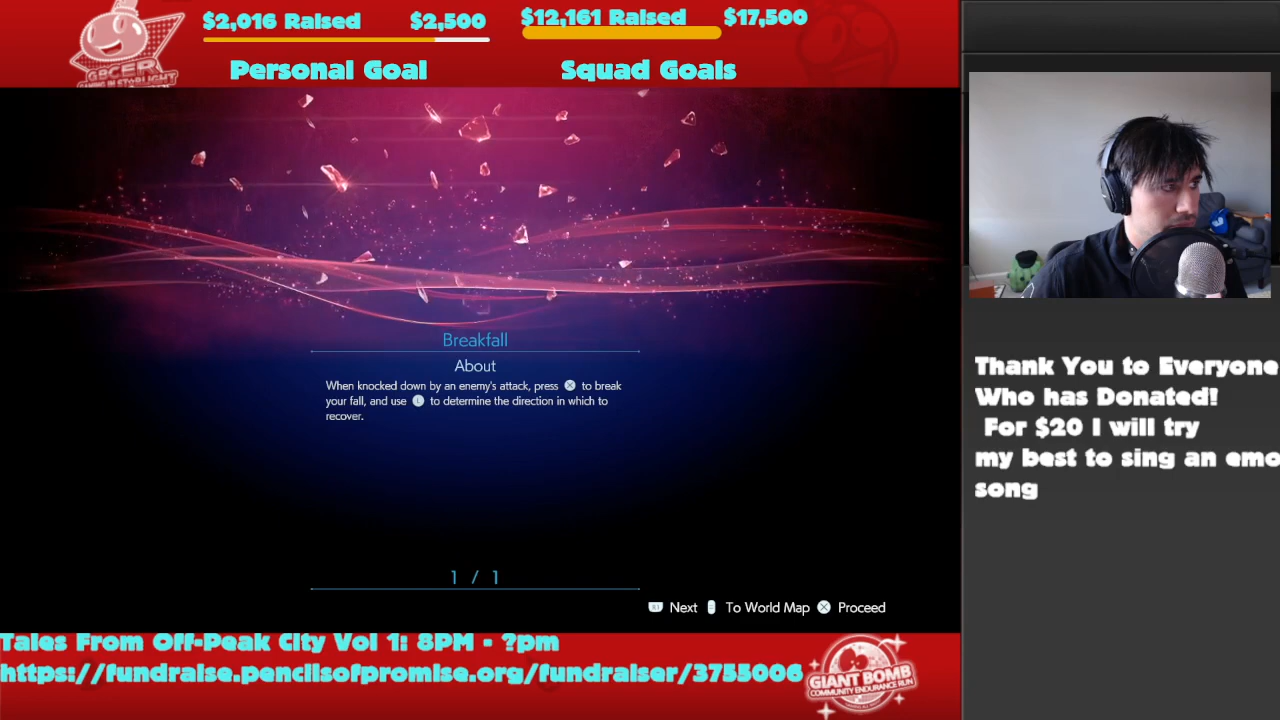 $2,016 Raised $2,500 $12,161 Raised $17,500
GBCER
GAMING IN STARLIGHT
Personal Goal Squad Goals
Breakfall
About
When knocked down by an enemy's attack, press ⓧ to break
your fall, and use Ⓛ to determine the direction in which to
recover.
1 / 1
Next To World Map ⓧ Proceed
Thank You to Everyone
Who has Donated!
For $20 I will try
my best to sing an emo
song
Tales From Off-Peak City Vol 1: 8PM - ?pm
https://fundraise.pencilsofpromise.org/fundraiser/3755006
GIANT BOMB
COMMUNITY ENDURANCE RUN